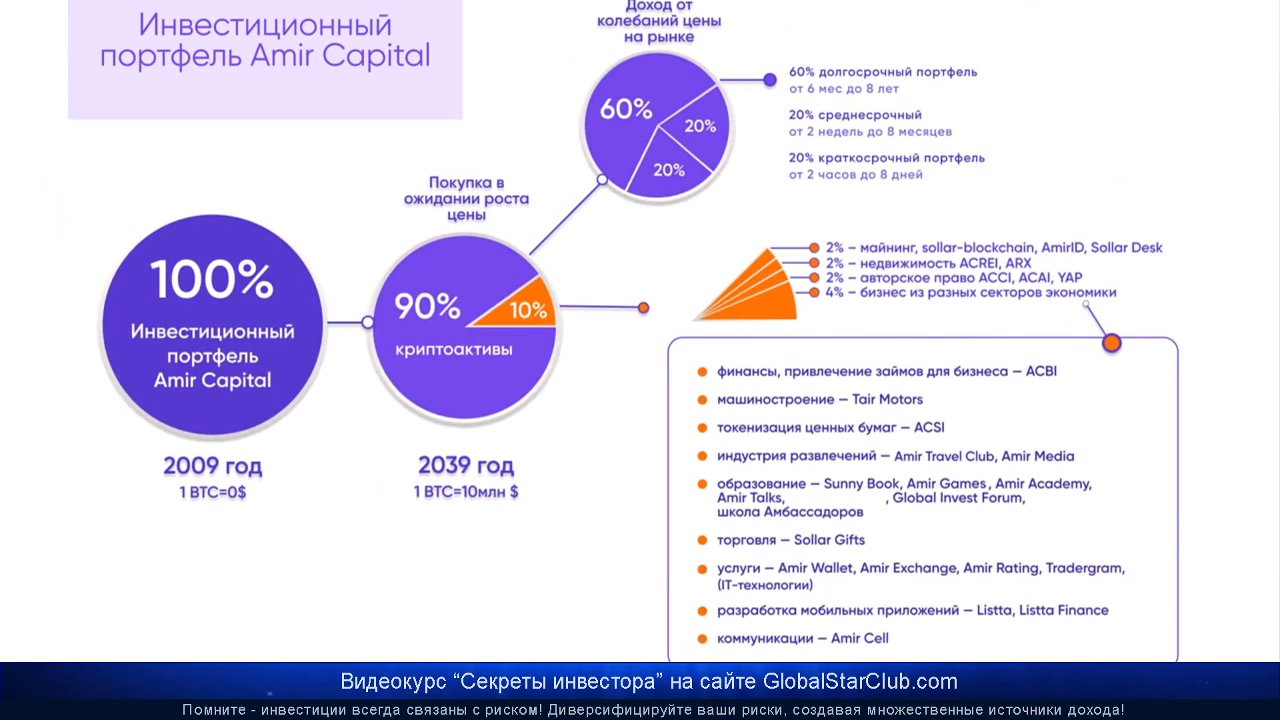 Инвестиционный
портфель Amir Capital
Доход от
колебаний цены
на рынке
60%
20%
20%
60% долгосрочный портфель
от 6 мес до 8 лет
20% среднесрочный
от 2 недель до 8 месяцев
20% краткосрочный портфель
от 2 часов до 8 дней
Покупка в
ожидании роста
цены
100%
Инвестиционный
портфель
Amir Capital
2009 год
1 BTC=0$
90%
10%
криптоактивы
2039 год
1 BTC=10млн $
2% – майнинг, sollar-blockchain, AmirID, Sollar Desk
2% – недвижимость ACREI, ARX
2% – авторское право ACCI, ACAI, YAP
4% – бизнес из разных секторов экономики
финансы, привлечение займов для бизнеса — ACBI
машиностроение — Tair Motors
токенизация ценных бумаг — ACSI
индустрия развлечений — Amir Travel Club, Amir Media
образование — Sunny Book, Amir Games, Amir Academy,
Amir Talks, , Global Invest Forum,
школа Амбассадоров
торговля — Sollar Gifts
услуги — Amir Wallet, Amir Exchange, Amir Rating, Tradergram,
(IT-технологии)
разработка мобильных приложений — Listta, Listta Finance
коммуникации — Amir Cell
Видеокурс “Секреты инвестора” на сайте GlobalStarClub.com
Помните - инвестиции всегда связаны с риском! Диверсифицируйте ваши риски, создавая множественные источники дохода!